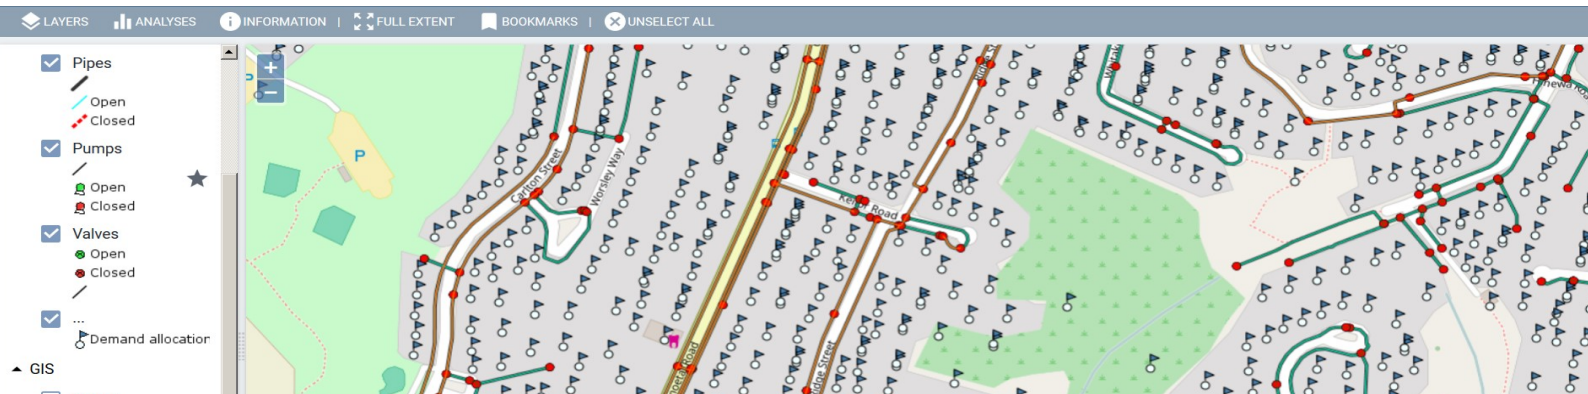 LAYERS ANALYSES INFORMATION | FULL EXTENT BOOKMARKS | UNSELECT ALL
Pipes
Open
Closed
Pumps
Open
Closed
Valves
Open
Closed
...
Demand allocation
GIS
+
−
P
P
Carlton Street
Worsley Way
Road